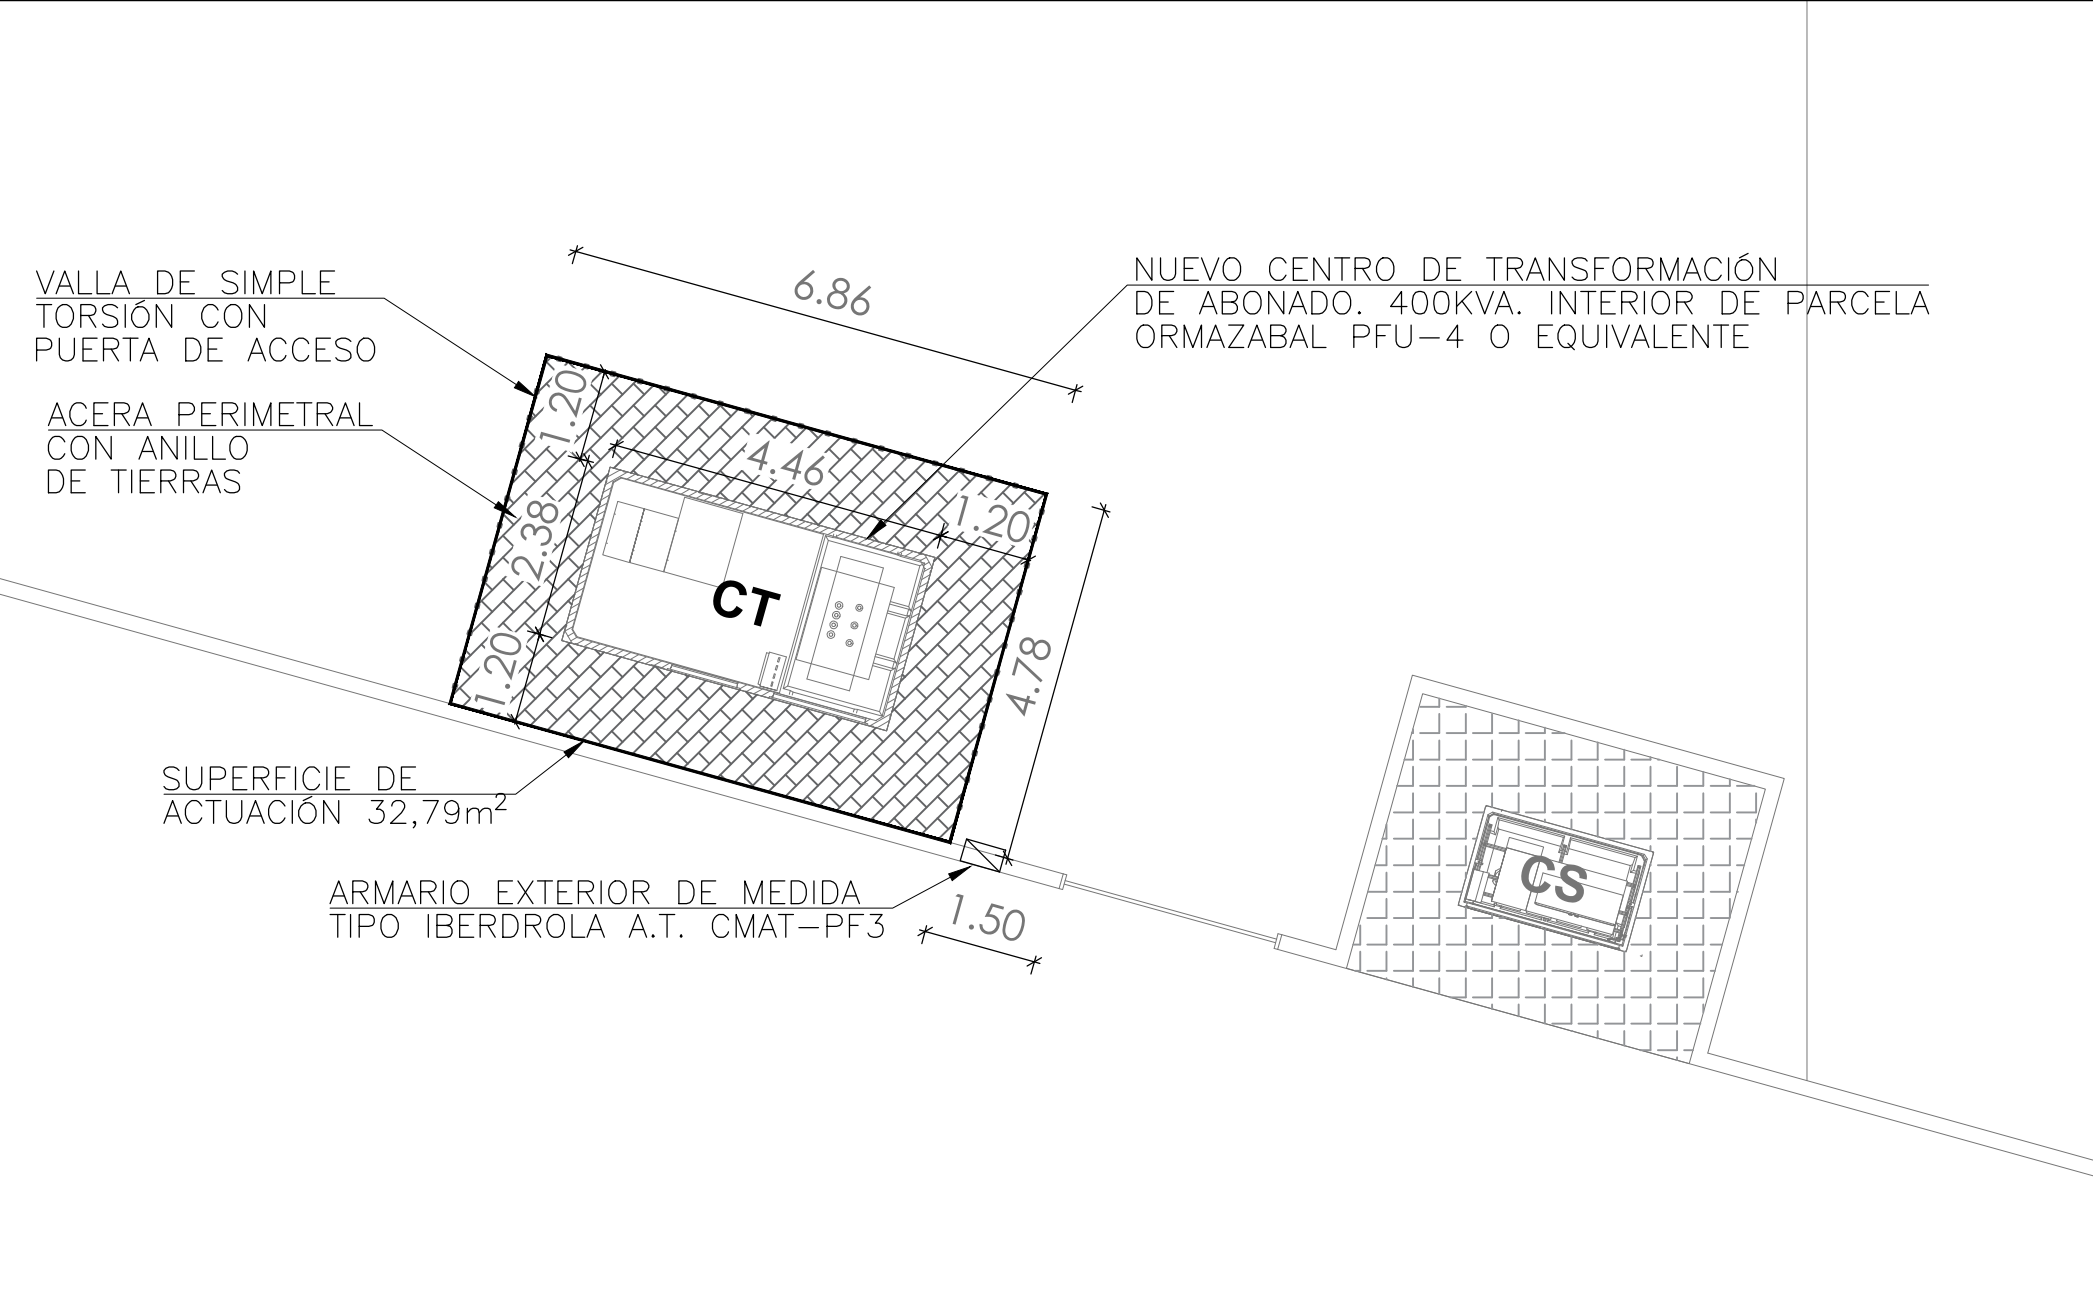 VALLA DE SIMPLE
TORSIÓN CON
PUERTA DE ACCESO
ACERA PERIMETRAL
CON ANILLO
DE TIERRAS
NUEVO CENTRO DE TRANSFORMACIÓN
DE ABONADO. 400KVA. INTERIOR DE PARCELA
ORMAZABAL PFU-4 O EQUIVALENTE
6.86
1.20
4.46
1.20
2.38
CT
1.20
4.78
SUPERFICIE DE
ACTUACIÓN 32,79m²
ARMARIO EXTERIOR DE MEDIDA
TIPO IBERDROLA A.T. CMAT-PF3
1.50
CS